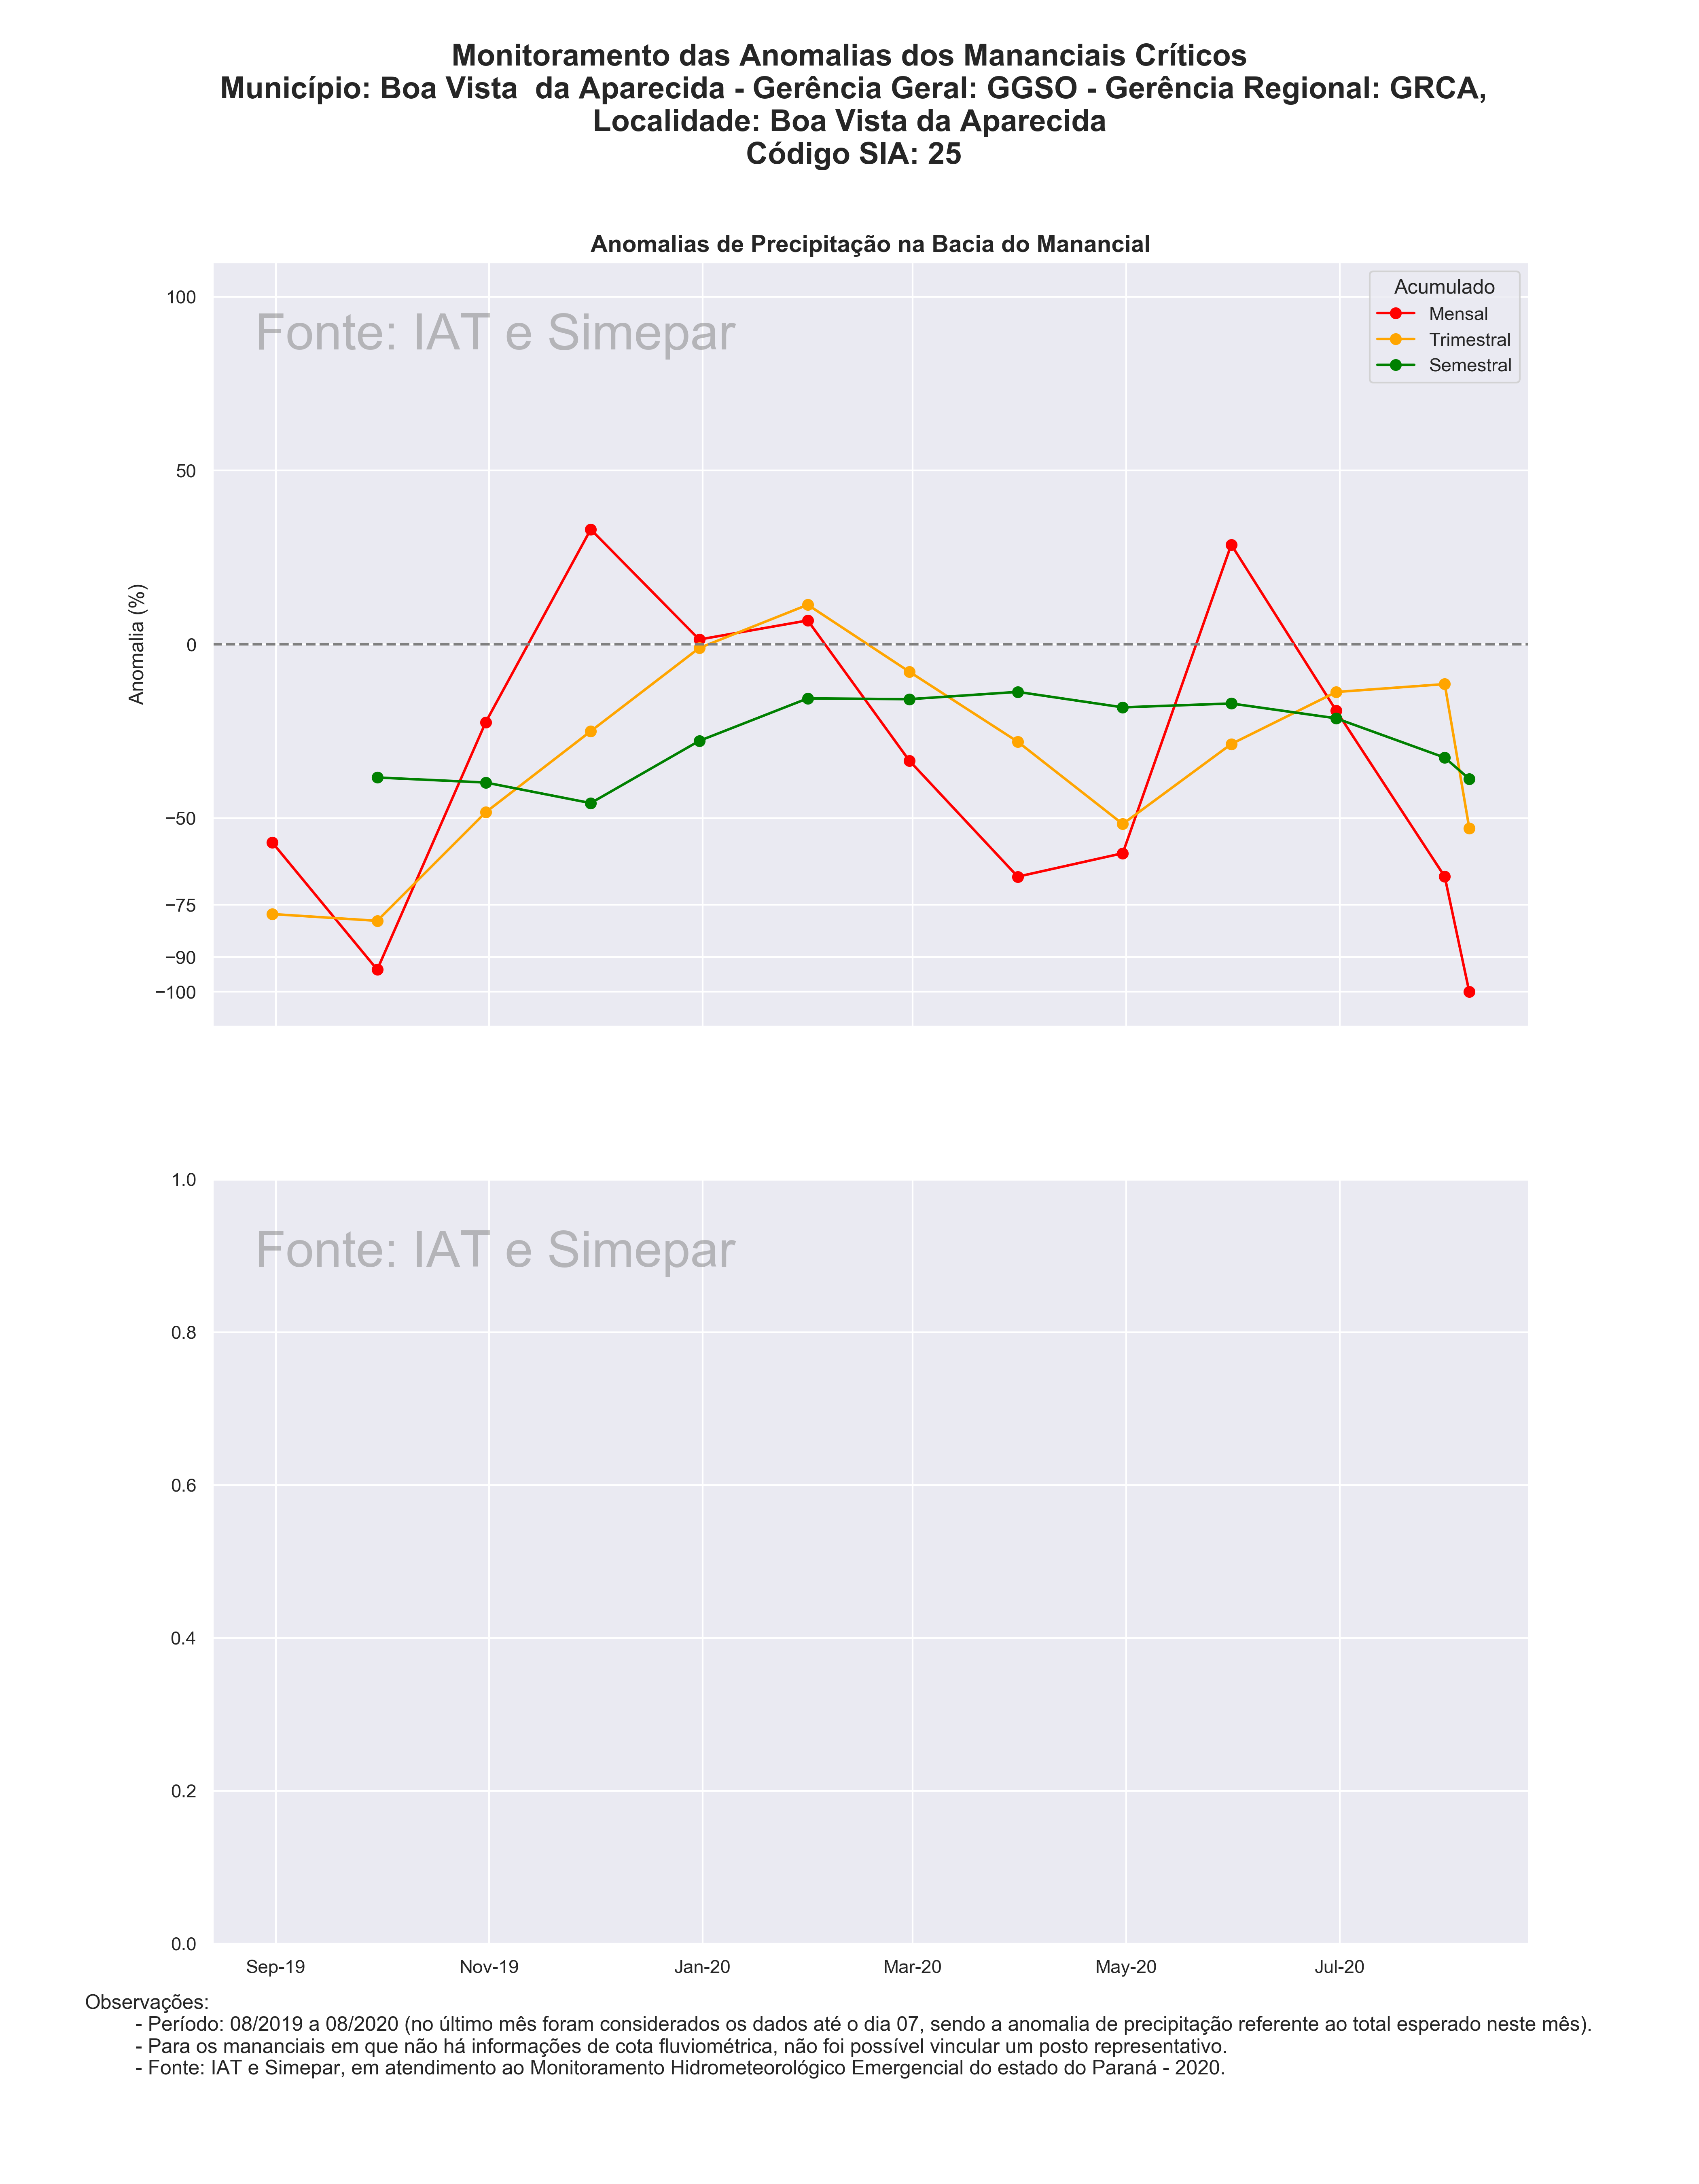 Monitoramento das Anomalias dos Mananciais Críticos
Município: Boa Vista  da Aparecida - Gerência Geral: GGSO - Gerência Regional: GRCA,
Localidade: Boa Vista da Aparecida
Código SIA: 25
Anomalias de Precipitação na Bacia do Manancial
Fonte: IAT e Simepar
Acumulado
Mensal
Trimestral
Semestral
Anomalia (%)
100
50
0
−50
−75
−90
−100
Fonte: IAT e Simepar
1.0
0.8
0.6
0.4
0.2
0.0
Sep-19
Nov-19
Jan-20
Mar-20
May-20
Jul-20
Observações:
- Período: 08/2019 a 08/2020 (no último mês foram considerados os dados até o dia 07, sendo a anomalia de precipitação referente ao total esperado neste mês).
- Para os mananciais em que não há informações de cota fluviométrica, não foi possível vincular um posto representativo.
- Fonte: IAT e Simepar, em atendimento ao Monitoramento Hidrometeorológico Emergencial do estado do Paraná - 2020.